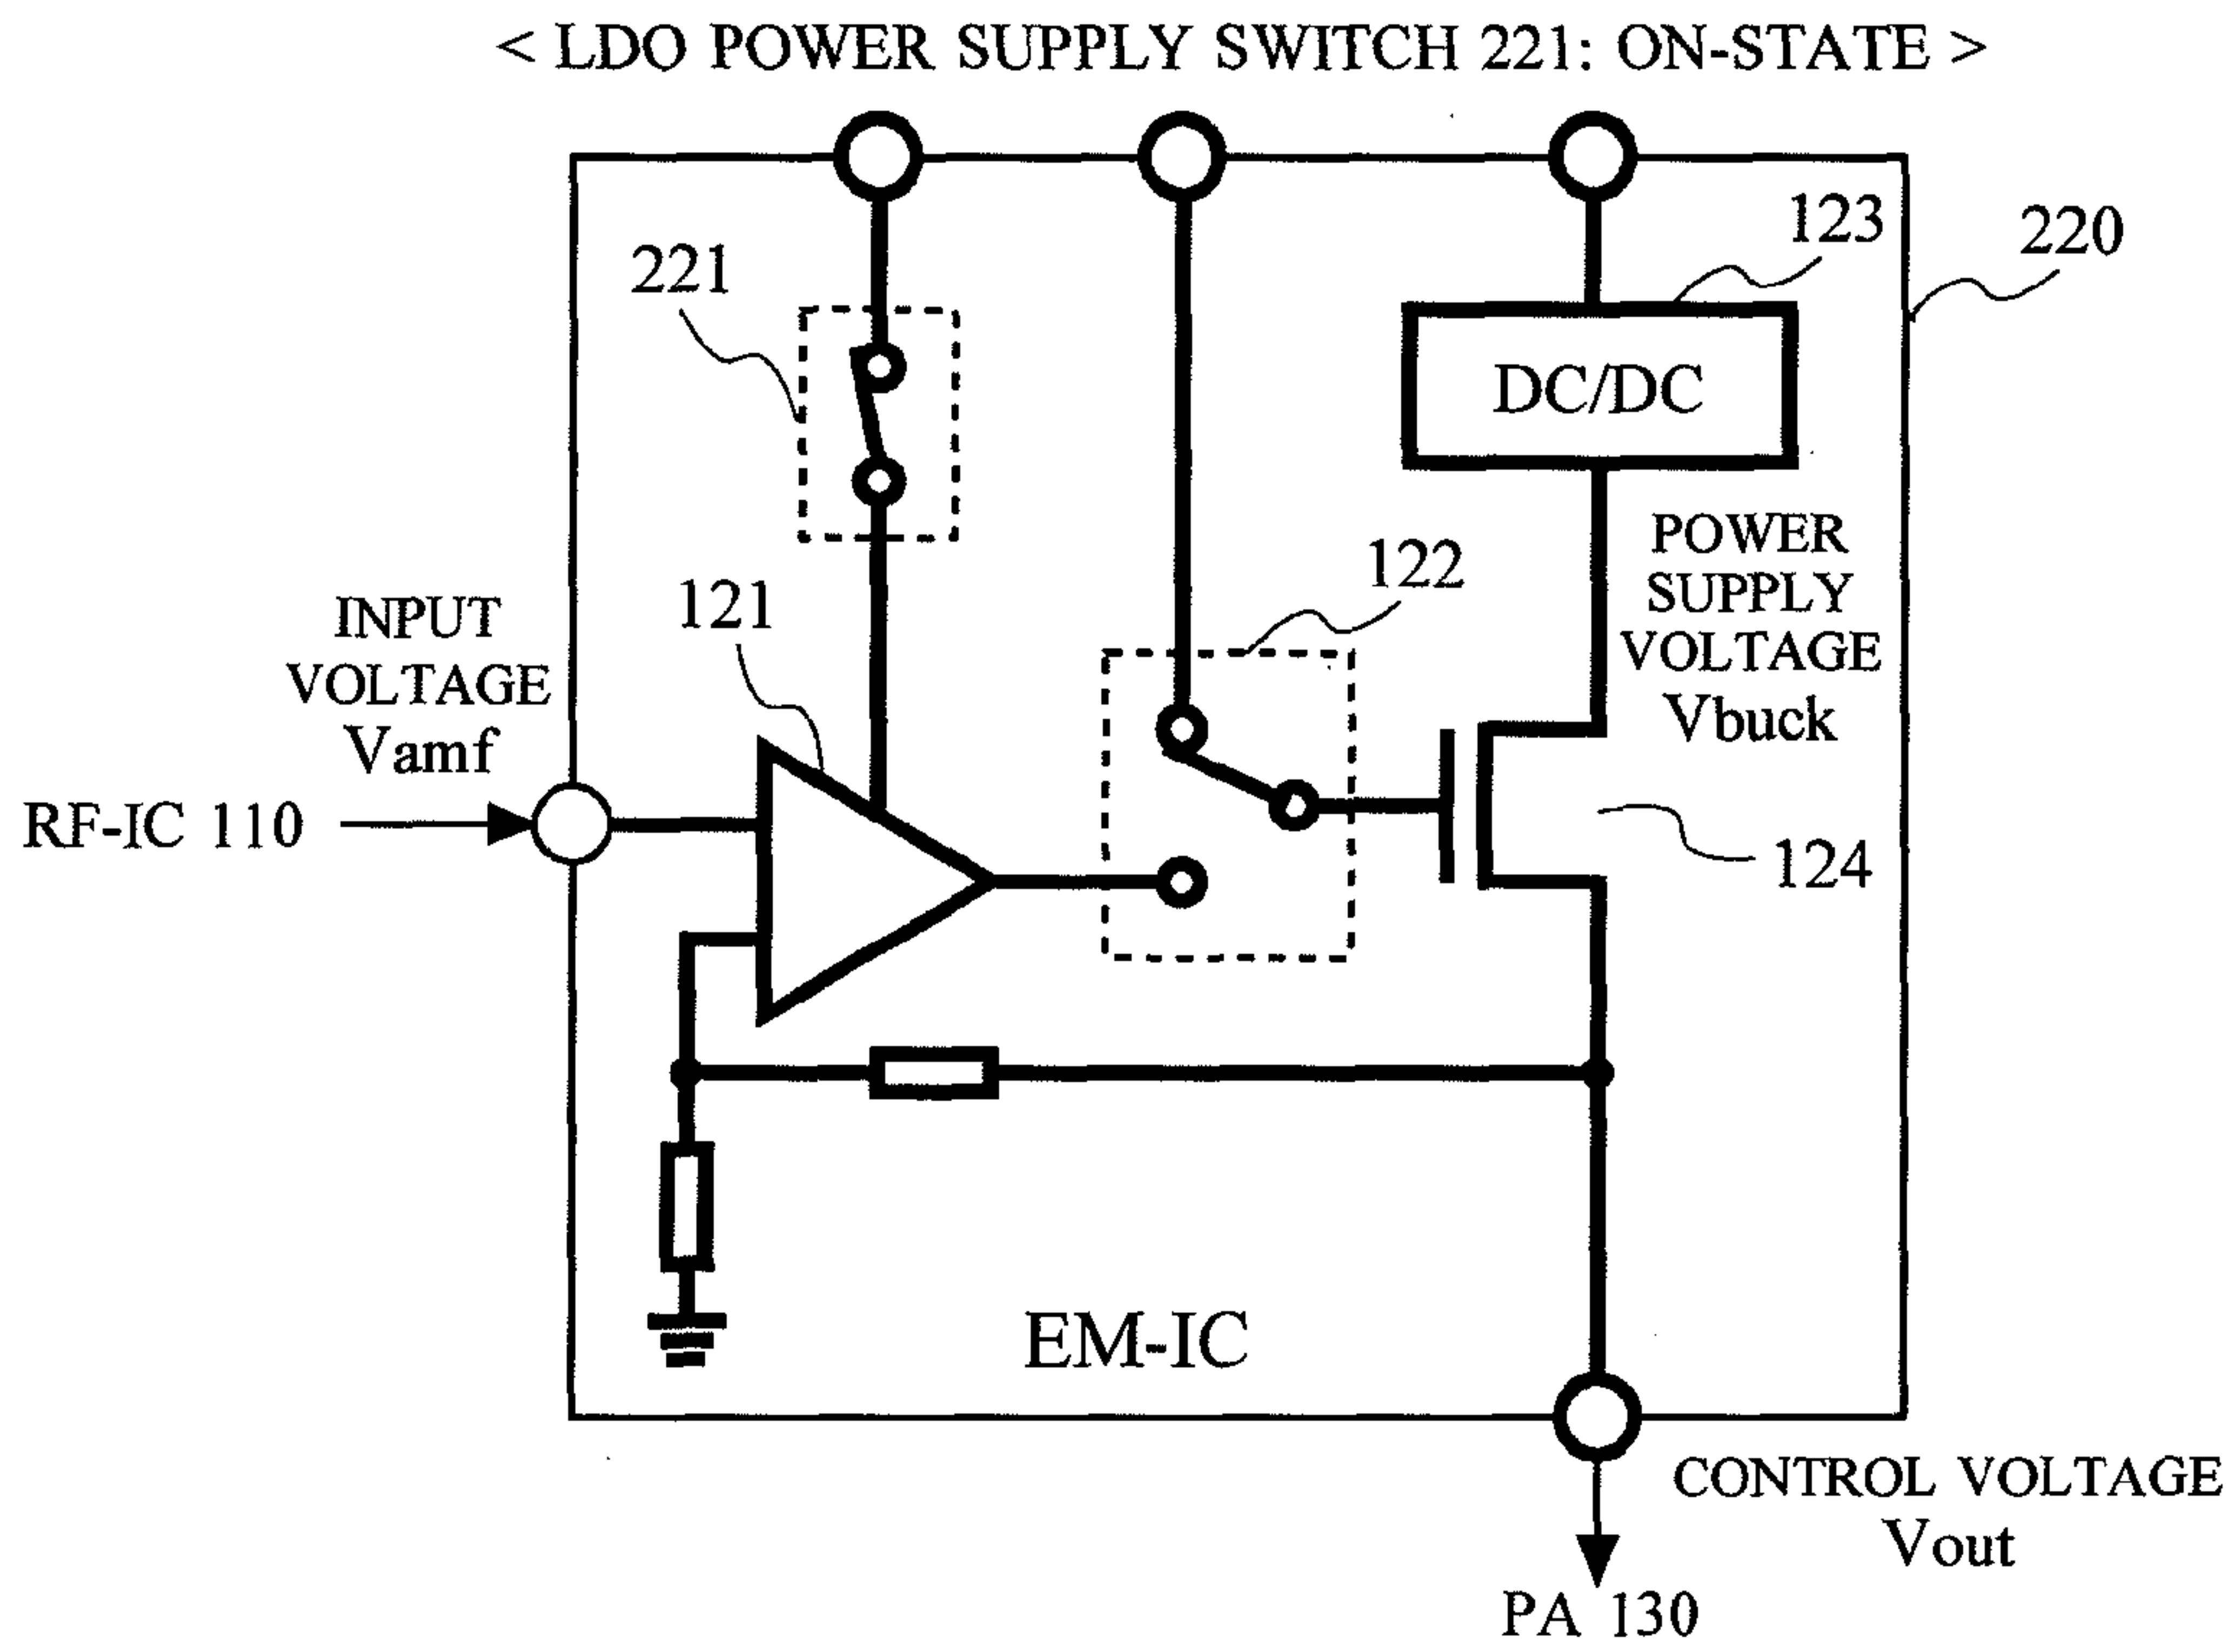 < LDO POWER SUPPLY SWITCH 221: ON-STATE >
123
220
221
DC/DC
POWER
SUPPLY
VOLTAGE
Vbuck
122
121
INPUT
VOLTAGE
Vamf
RF-IC 110
124
EM-IC
CONTROL VOLTAGE
Vout
PA 130